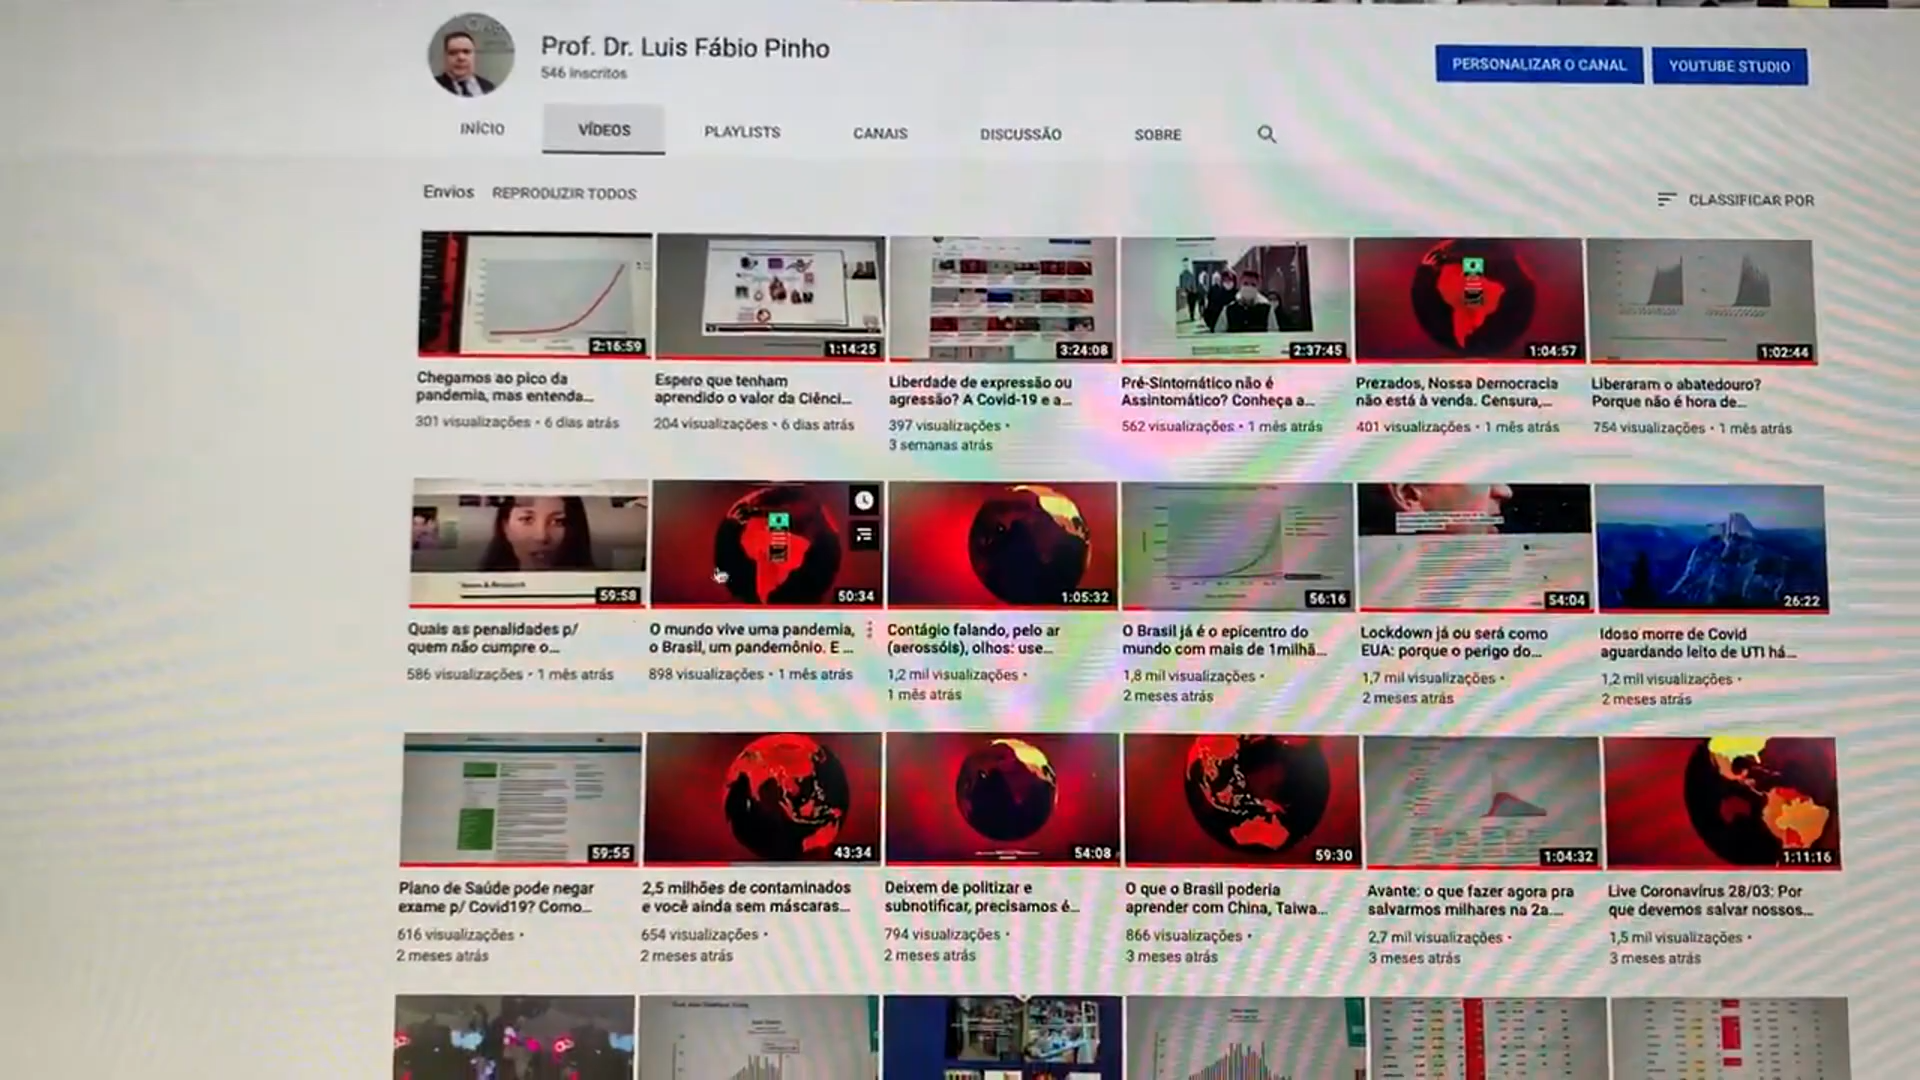 Prof. Dr. Luis Fábio Pinho
546 inscritos
PERSONALIZAR O CANAL
YOUTUBE STUDIO
INÍCIO
VÍDEOS
PLAYLISTS
CANAIS
DISCUSSÃO
SOBRE
Envios
REPRODUZIR TODOS
CLASSIFICAR POR
2:16:59
1:14:25
3:24:08
2:37:45
1:04:57
1:02:44
Chegamos ao pico da
pandemia, mas entenda...
301 visualizações • 6 dias atrás
Espero que tenham
aprendido o valor da Ciênci...
204 visualizações • 6 dias atrás
Liberdade de expressão ou
agressão? A Covid-19 e a...
397 visualizações •
3 semanas atrás
Pré-Sintomático não é
Assintomático? Conheça a...
562 visualizações • 1 mês atrás
Prezados, Nossa Democracia
não está à venda. Censura,...
401 visualizações • 1 mês atrás
Liberaram o abatedouro?
Porque não é hora de...
754 visualizações • 1 mês atrás
59:58
50:34
1:05:32
56:16
54:04
26:22
Quais as penalidades p/
quem não cumpre o...
586 visualizações • 1 mês atrás
O mundo vive uma pandemia,
o Brasil, um pandemônio. E ...
898 visualizações • 1 mês atrás
Contágio falando, pelo ar
(aerossóis), olhos: use...
1,2 mil visualizações •
1 mês atrás
O Brasil já é o epicentro do
mundo com mais de 1milhã...
1,8 mil visualizações •
2 meses atrás
Lockdown já ou será como
EUA: porque o perigo do...
1,7 mil visualizações •
2 meses atrás
Idoso morre de Covid
aguardando leito de UTI há...
1,2 mil visualizações •
2 meses atrás
59:55
43:34
54:08
59:30
1:04:32
1:11:16
Plano de Saúde pode negar
exame p/ Covid19? Como...
616 visualizações •
2 meses atrás
2,5 milhões de contaminados
e você ainda sem máscaras...
654 visualizações •
2 meses atrás
Deixem de politizar e
subnotificar, precisamos é...
794 visualizações •
2 meses atrás
O que o Brasil poderia
aprender com China, Taiwa...
866 visualizações •
3 meses atrás
Avante: o que fazer agora pra
salvarmos milhares na 2a....
2,7 mil visualizações •
3 meses atrás
Live Coronavírus 28/03: Por
que devemos salvar nossos...
1,5 mil visualizações •
3 meses atrás